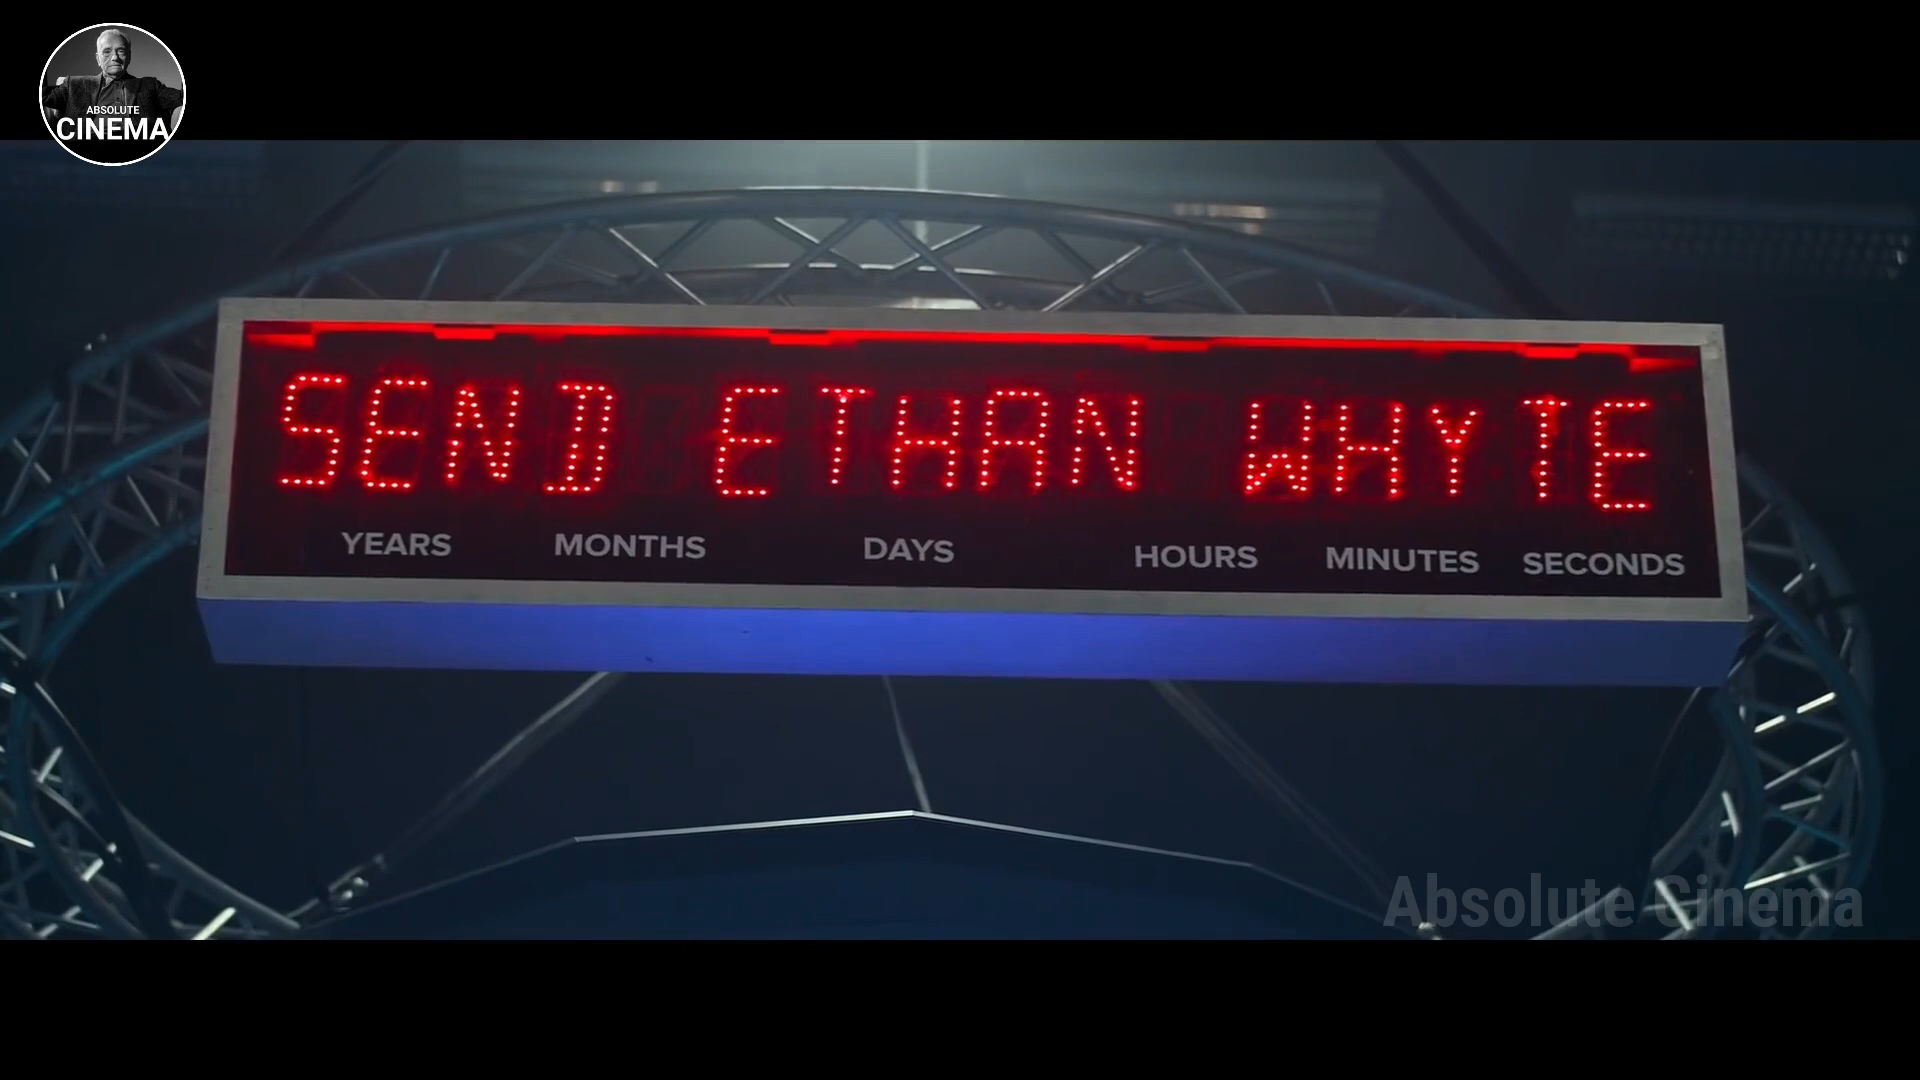 ABSOLUTE
CINEMA
SEND ETHAN WHYTE
YEARS MONTHS DAYS HOURS MINUTES SECONDS
Absolute Cinema